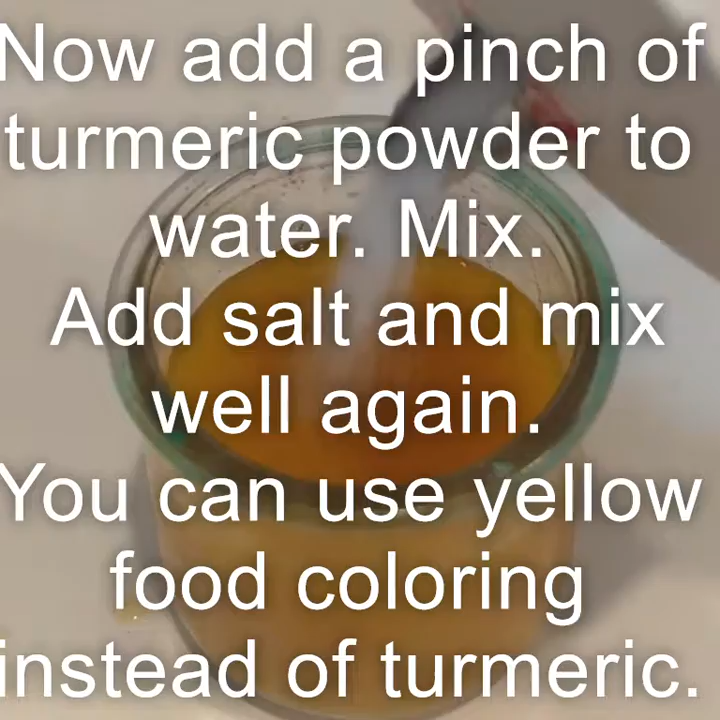 Now add a pinch of
turmeric powder to
water. Mix.
Add salt and mix
well again.
You can use yellow
food coloring
instead of turmeric.